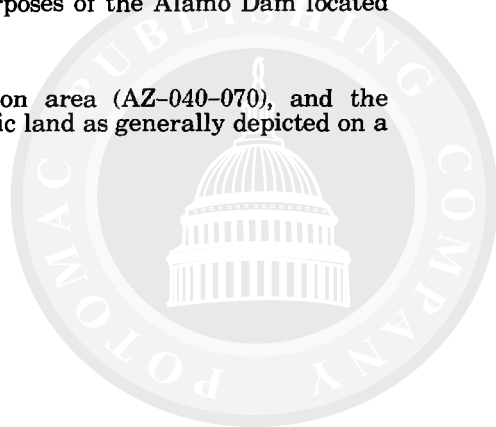 rposes of the Alamo Dam located
on area (AZ–040–070), and the
ic land as generally depicted on a
POTOMAC PUBLISHING COMPANY